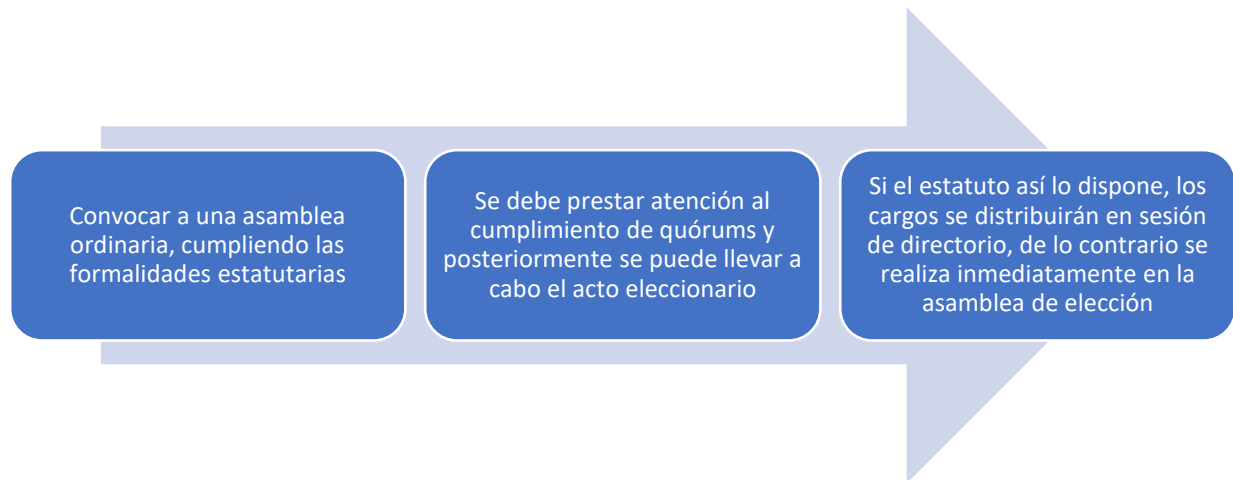 Convocar a una asamblea
ordinaria, cumpliendo las
formalidades estatutarias
Se debe prestar atención al
cumplimiento de quórums y
posteriormente se puede llevar a
cabo el acto eleccionario
Si el estatuto así lo dispone, los
cargos se distribuirán en sesión
de directorio, de lo contrario se
realiza inmediatamente en la
asamblea de elección